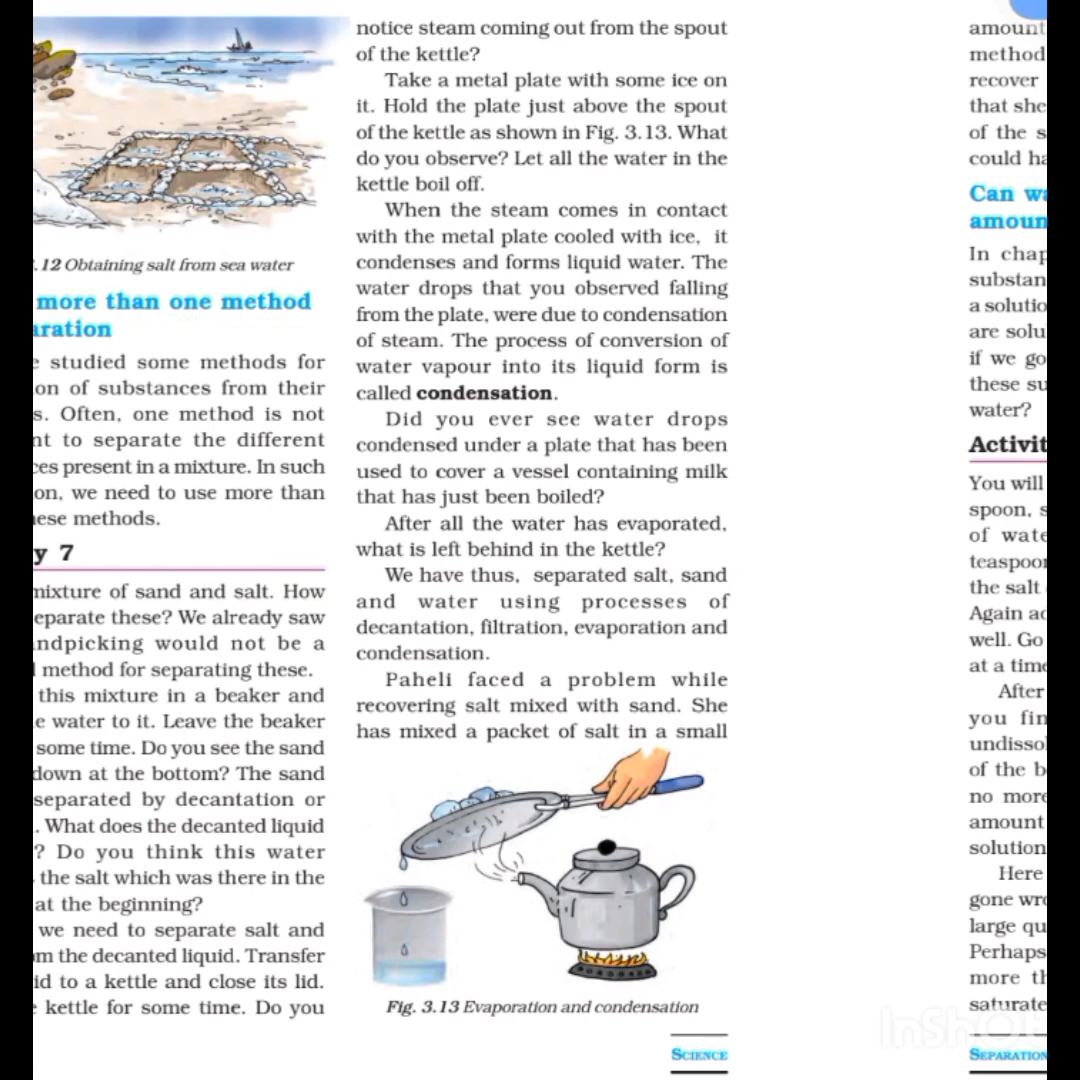 .12 Obtaining salt from sea water
more than one method
studied some methods for
of substances from their
Often, one method is not
to separate the different
present in a mixture. In such
we need to use more than
methods.
7
mixture of sand and salt. How
these? We already saw
would not be a
method for separating these.
this mixture in a beaker and
water to it. Leave the beaker
some time. Do you see the sand
down at the bottom? The sand
separated by decantation or
. What does the decanted liquid
? Do you think this water
the salt which was there in the
at the beginning?
we need to separate salt and
the decanted liquid. Transfer
to a kettle and close its lid.
kettle for some time. Do you
notice steam coming out from the spout
of the kettle?
Take a metal plate with some ice on
it. Hold the plate just above the spout
of the kettle as shown in Fig. 3.13. What
do you observe? Let all the water in the
kettle boil off.
When the steam comes in contact
with the metal plate cooled with ice, it
condenses and forms liquid water. The
water drops that you observed falling
from the plate, were due to condensation
of steam. The process of conversion of
water vapour into its liquid form is
called condensation.
Did you ever see water drops
condensed under a plate that has been
used to cover a vessel containing milk
that has just been boiled?
After all the water has evaporated,
what is left behind in the kettle?
We have thus, separated salt, sand
and water using processes of
decantation, filtration, evaporation and
condensation.
Paheli faced a problem while
recovering salt mixed with sand. She
has mixed a packet of salt in a small
Fig. 3.13 Evaporation and condensation
SCIENCE
amount
method
recover
that she
of the s
could ha
Can wa
amoun
In chap
substan
a solutio
are solu
if we go
these su
water?
Activit
You will
spoon, s
of wate
teaspoon
the salt
Again ad
well. Go
at a time
After
you fin
undissol
of the b
no more
amount
solution
Here
gone wro
large qu
Perhaps
more th
saturate
SEPARATION
InShOt